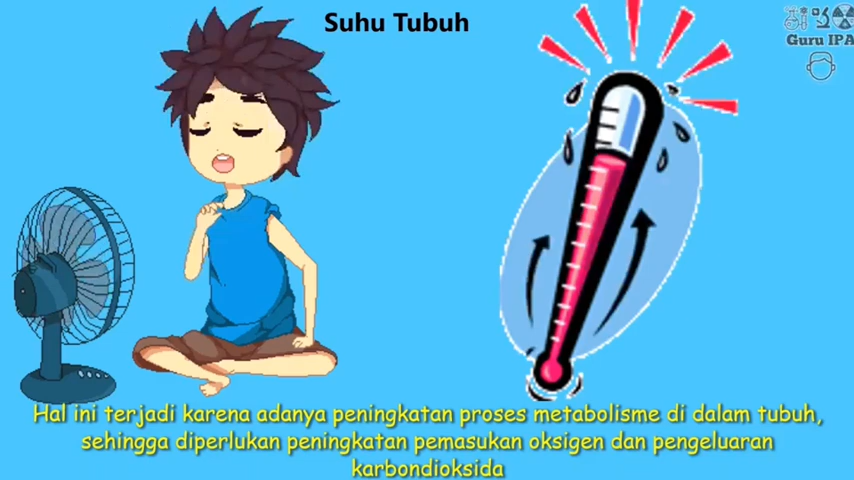 Suhu Tubuh
Guru IPA
Hal ini terjadi karena adanya peningkatan proses metabolisme di dalam tubuh,
sehingga diperlukan peningkatan pemasukan oksigen dan pengeluaran
karbondioksida